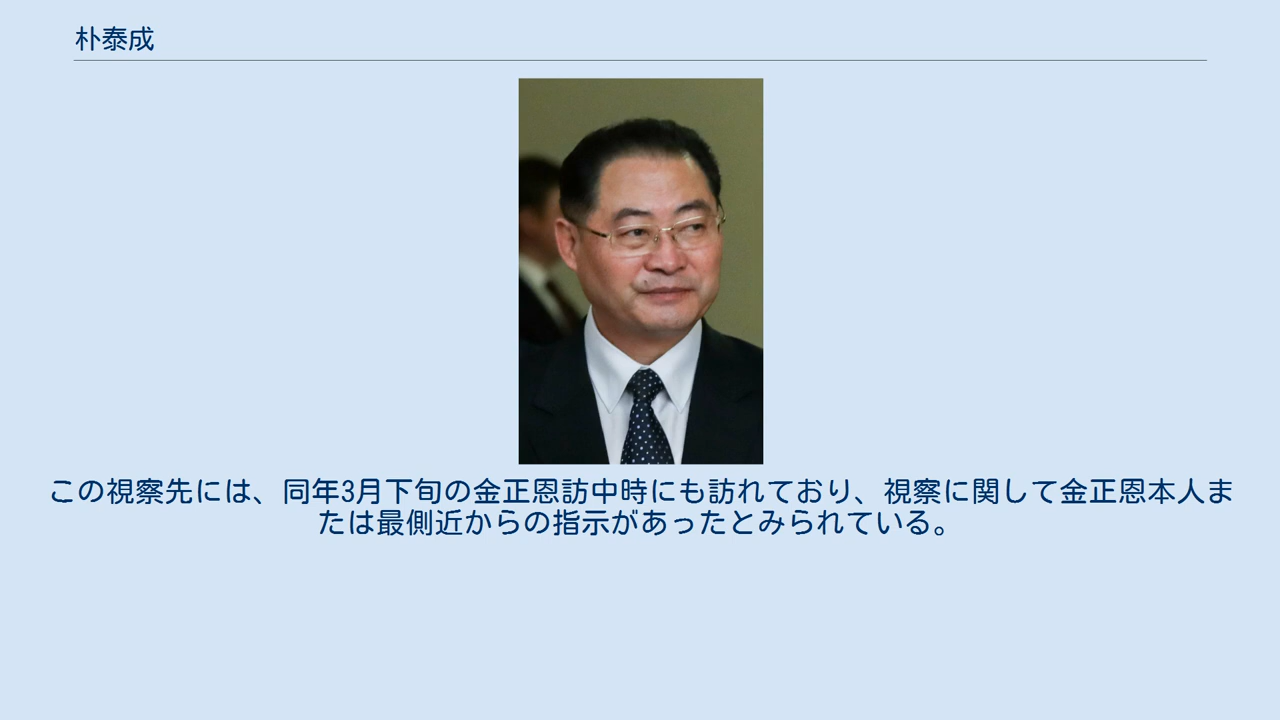 朴泰成
この視察先には、同年3月下旬の金正恩訪中時にも訪れており、視察に関して金正恩本人ま
たは最側近からの指示があったとみられている。